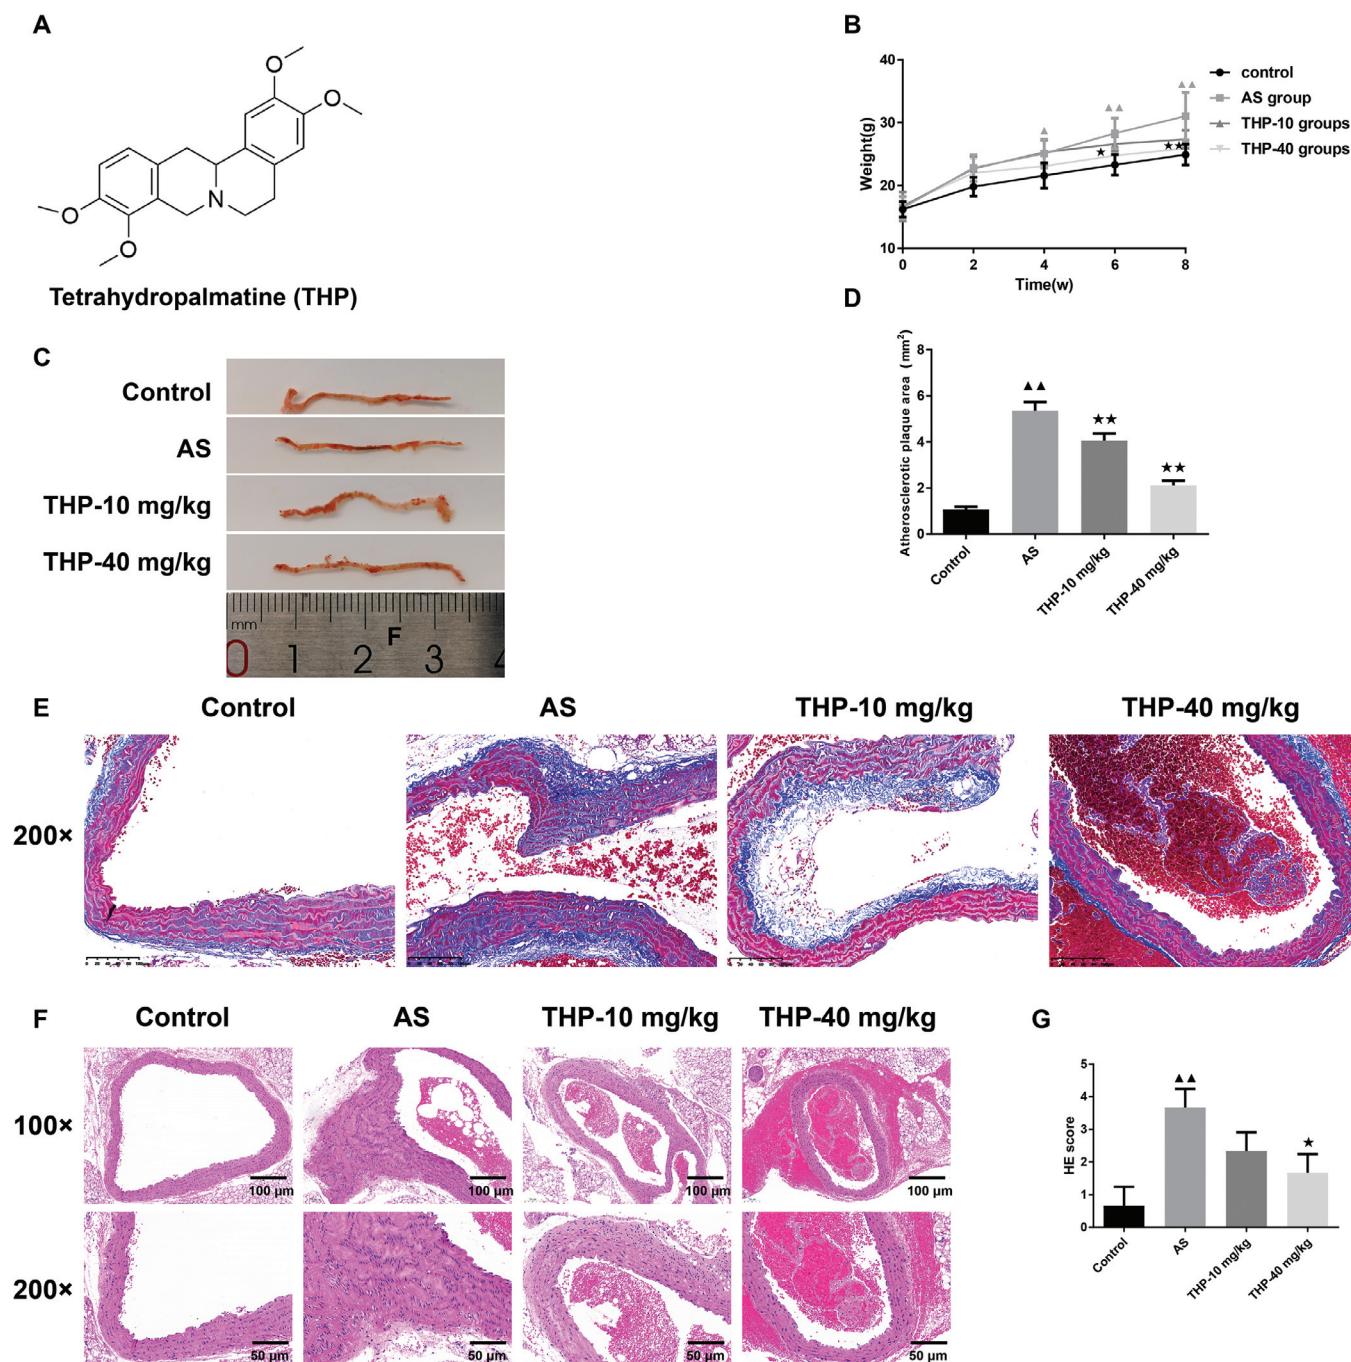 A
O
O
N
O
O
Tetrahydropalmatine (THP)
B
Weight(g)
40
30
20
10
0 2 4 6 8
Time(w)
control
AS group
THP-10 groups
THP-40 groups
C
Control
AS
THP-10 mg/kg
THP-40 mg/kg
mm
F
0 1 2 3 4
D
Atherosclerotic plaque area (mm²)
8
6
4
2
0
Control
AS
THP-10 mg/kg
THP-40 mg/kg
E
Control AS THP-10 mg/kg THP-40 mg/kg
200×
F
Control AS THP-10 mg/kg THP-40 mg/kg
100×
100 μm 100 μm 100 μm 100 μm
200×
50 μm 50 μm 50 μm 50 μm
G
HE score
5
4
3
2
1
0
Control
AS
THP-10 mg/kg
THP-40 mg/kg